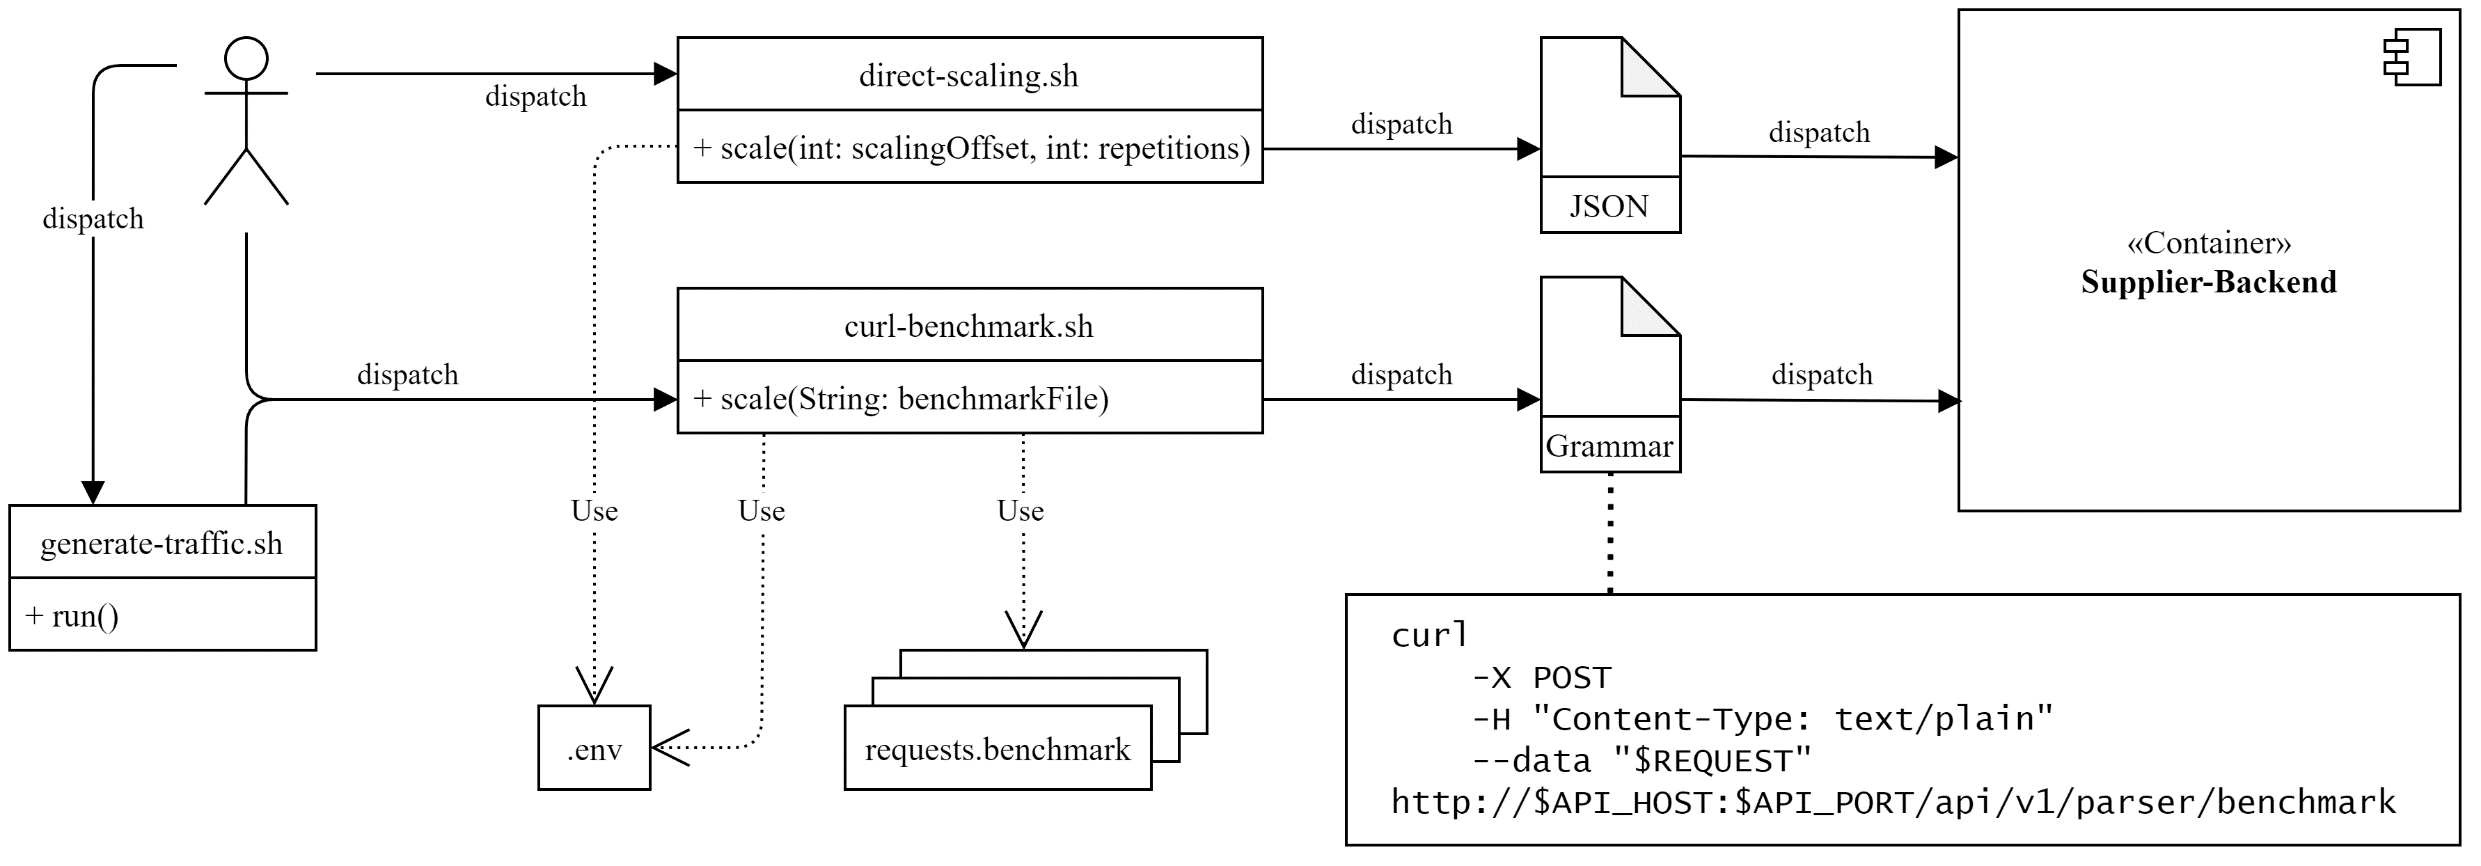 dispatch
direct-scaling.sh
+ scale(int: scalingOffset, int: repetitions)
dispatch
JSON
dispatch
«Container»
Supplier-Backend
dispatch
dispatch
curl-benchmark.sh
+ scale(String: benchmarkFile)
dispatch
Grammar
dispatch
generate-traffic.sh
+ run()
Use
Use
Use
.env
requests.benchmark
curl
-X POST
-H "Content-Type: text/plain"
--data "$REQUEST"
http://$API_HOST:$API_PORT/api/v1/parser/benchmark